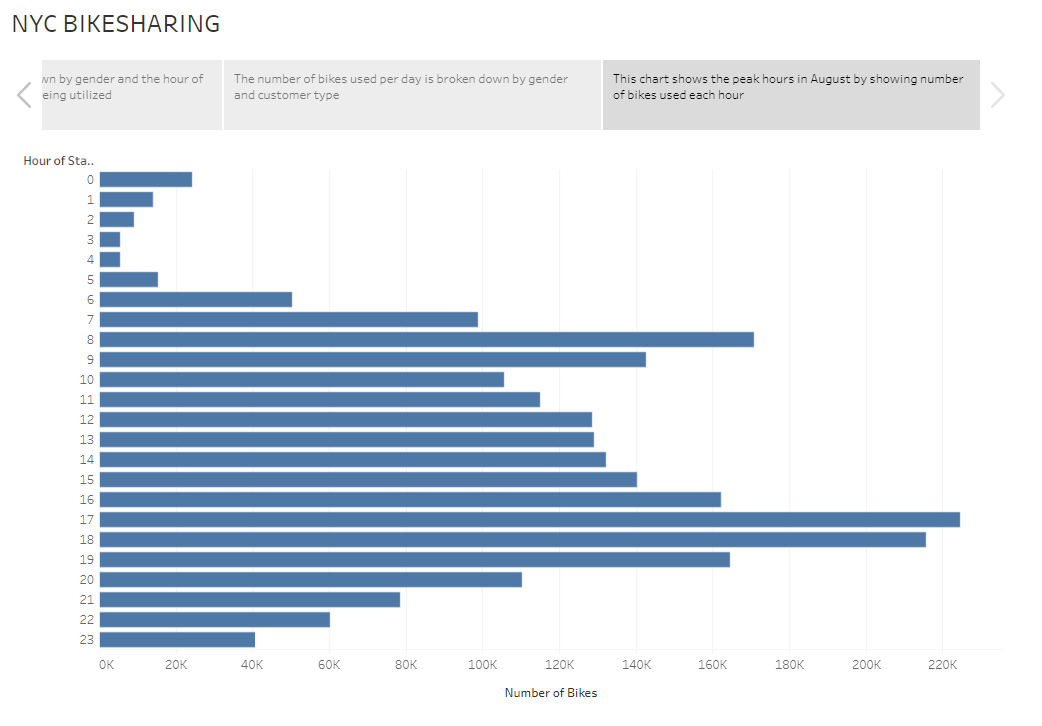 NYC BIKESHARING
wn by gender and the hour of
eing utilized
The number of bikes used per day is broken down by gender
and customer type
This chart shows the peak hours in August by showing number
of bikes used each hour
Hour of Sta..
0
1
2
3
4
5
6
7
8
9
10
11
12
13
14
15
16
17
18
19
20
21
22
23
0K 20K 40K 60K 80K 100K 120K 140K 160K 180K 200K 220K
Number of Bikes